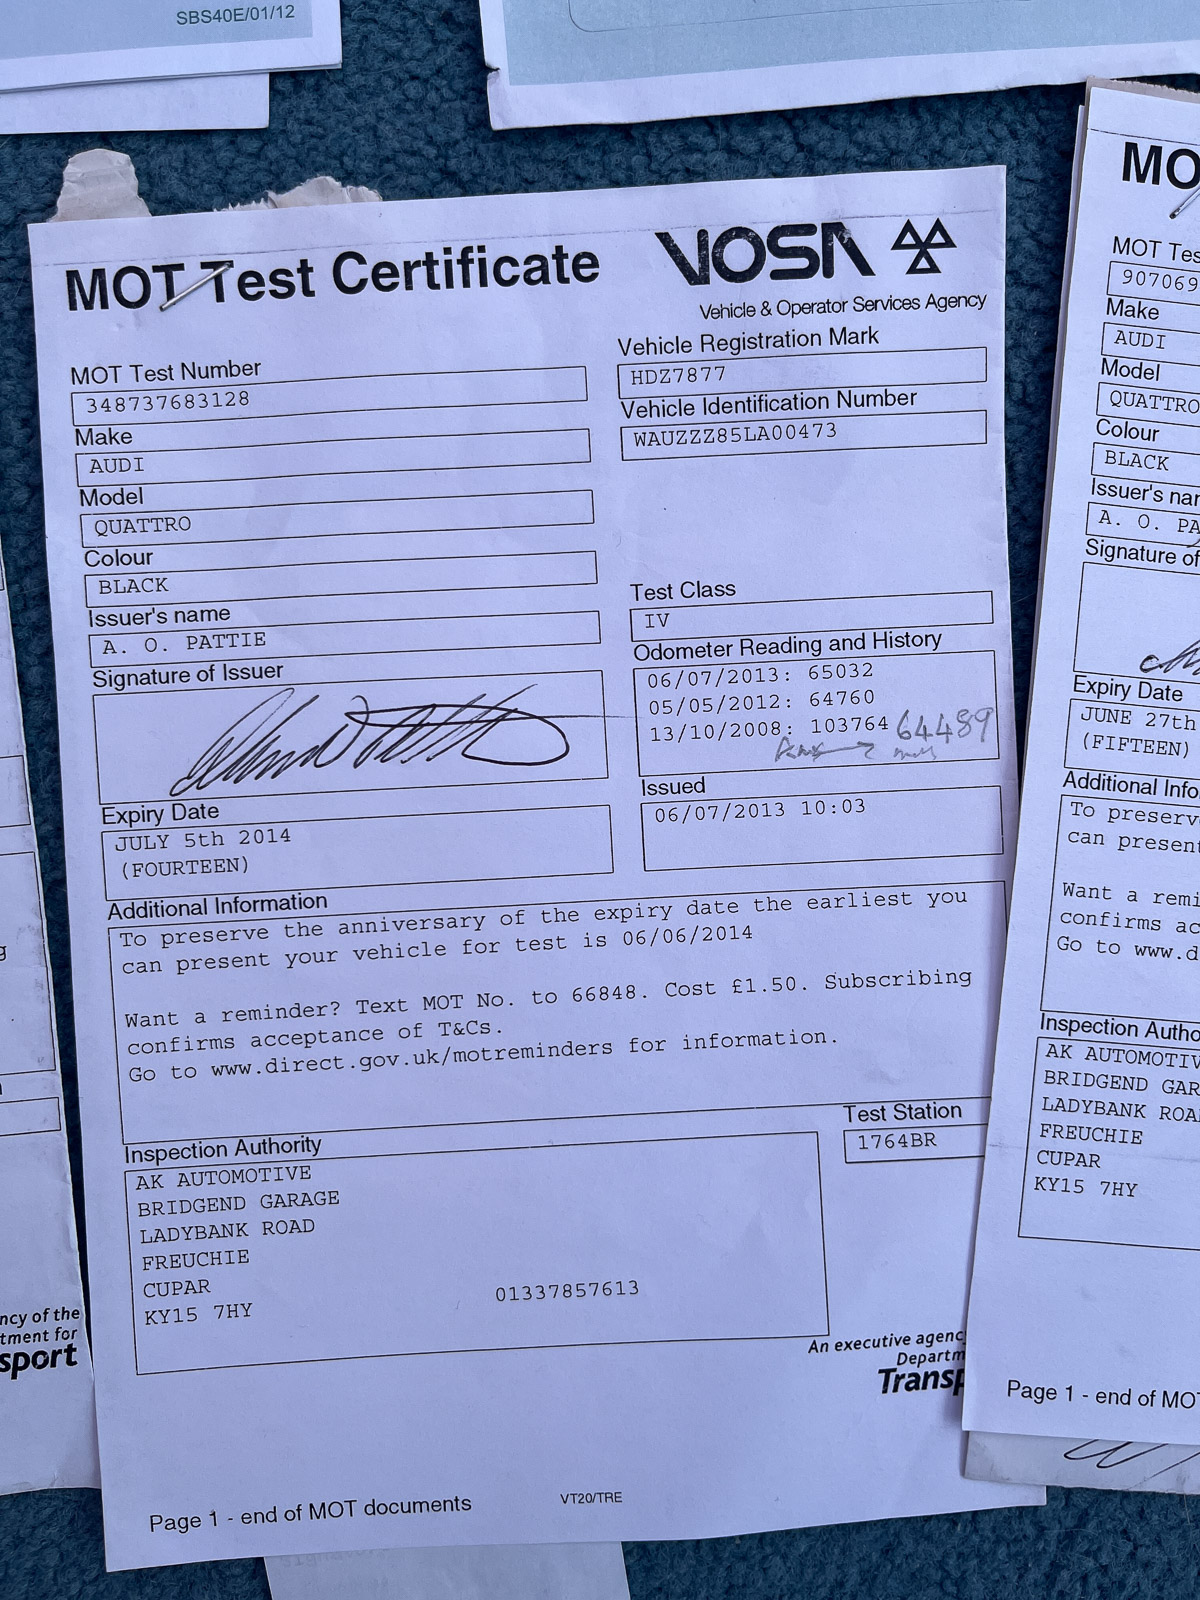 SBS40E/01/12
MOT Test Certificate
VOSA
Vehicle & Operator Services Agency
MOT Test Number
348737683128
Make
AUDI
Model
QUATTRO
Colour
BLACK
Issuer's name
A. O. PATTIE
Signature of Issuer
Expiry Date
JULY 5th 2014
(FOURTEEN)
Vehicle Registration Mark
HDZ7877
Vehicle Identification Number
WAUZZZ85LA00473
Test Class
IV
Odometer Reading and History
06/07/2013: 65032
05/05/2012: 64760
13/10/2008: 103764 64489
Issued
06/07/2013 10:03
Additional Information
To preserve the anniversary of the expiry date the earliest you
can present your vehicle for test is 06/06/2014
Want a reminder? Text MOT No. to 66848. Cost £1.50. Subscribing
confirms acceptance of T&Cs.
Go to www.direct.gov.uk/motreminders for information.
Inspection Authority
AK AUTOMOTIVE
BRIDGEND GARAGE
LADYBANK ROAD
FREUCHIE
CUPAR
KY15 7HY
01337857613
Test Station
1764BR
An executive agenc
Departm
Transp
Page 1 - end of MOT documents
VT20/TRE
ncy of the
tment for
sport
MO
MOT Tes
907069
Make
AUDI
Model
QUATTRO
Colour
BLACK
Issuer's nar
A. O. PA
Signature of
Expiry Date
JUNE 27th
(FIFTEEN)
Additional Info
To preserv
can present
Want a remi
confirms ac
Go to www.d
Inspection Autho
AK AUTOMOTIV
BRIDGEND GAR
LADYBANK ROA
FREUCHIE
CUPAR
KY15 7HY
Page 1 - end of MOT